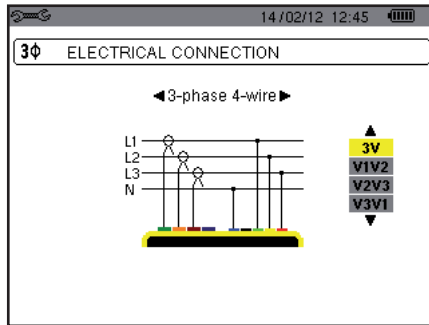 14/02/12 12:45
3ϕ ELECTRICAL CONNECTION
◄3-phase 4-wire►
L1
L2
L3
N
3V
V1V2
V2V3
V3V1